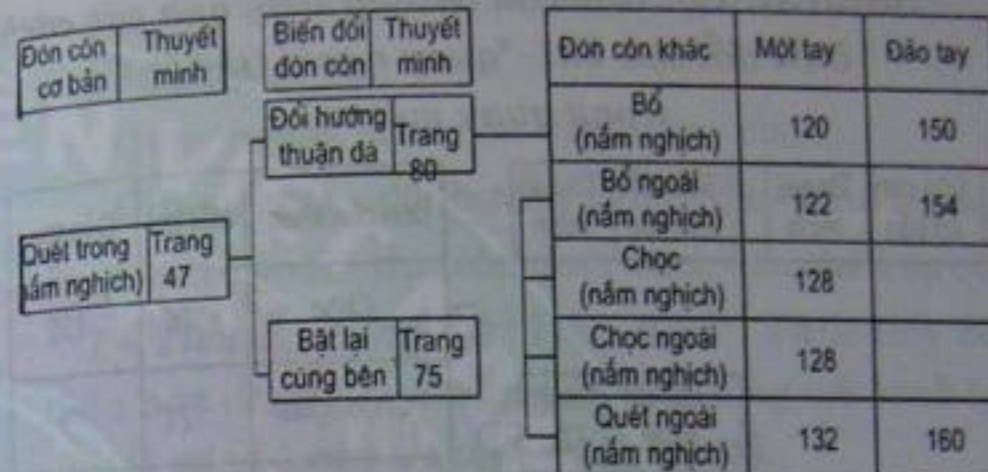 Đòn côn Thuyết
cơ bản minh
Biến đổi Thuyết
đòn côn minh
Đòn côn khác Một tay Đảo tay
Đổi hướng Trang
thuận đà 80
Bổ
(nắm nghịch) 120 150
Bổ ngoài
(nắm nghịch) 122 154
Quét trong Trang
nắm nghịch) 47
Chọc
(nắm nghịch) 128
Bật lại Trang
cùng bên 75
Chọc ngoài
(nắm nghịch) 128
Quét ngoài
(nắm nghịch) 132 160